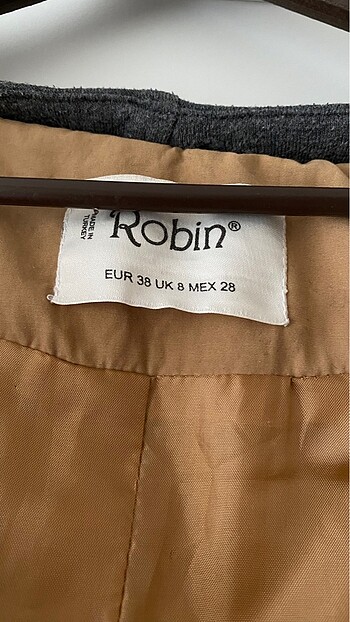 MADE IN
TURKEY
Robin®
EUR 38 UK 8 MEX 28